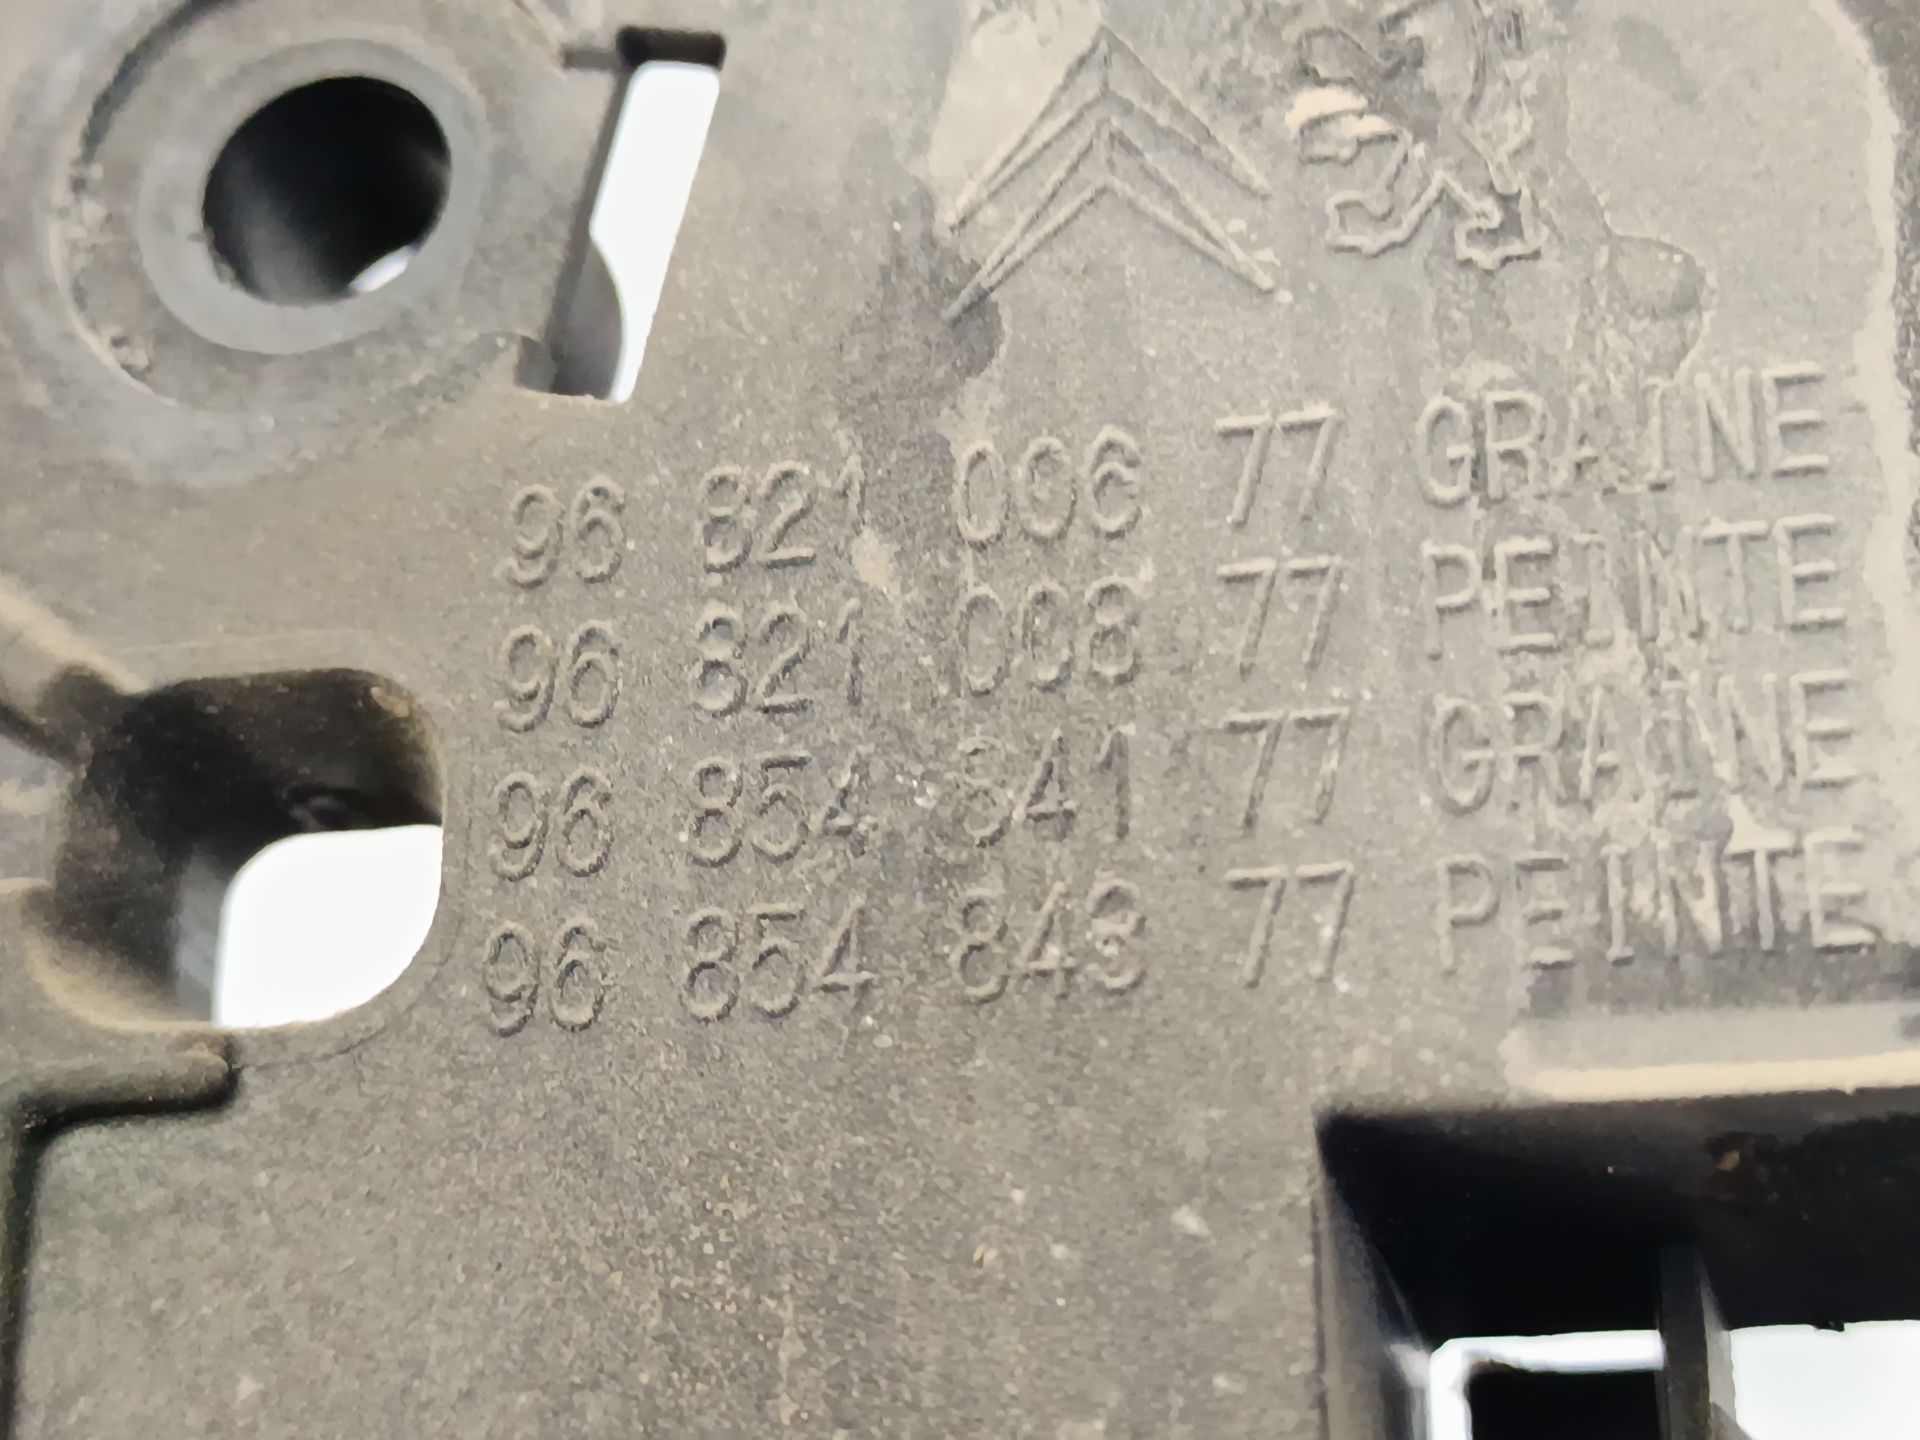 96 821 006 77 GRAINE
96 821 008 77 PEINTE
96 854 841 77 GRAINE
96 854 843 77 PEINTE